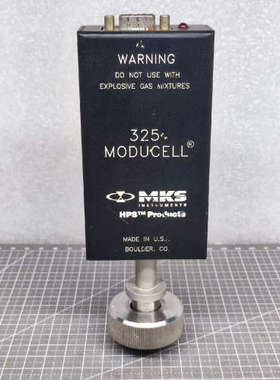 WARNING
DO NOT USE WITH
EXPLOSIVE GAS MIXTURES
325
MODUCELL®
MKS
INSTRUMENTS
HPS™ Products
MADE IN U.S.
BOULDER, CO